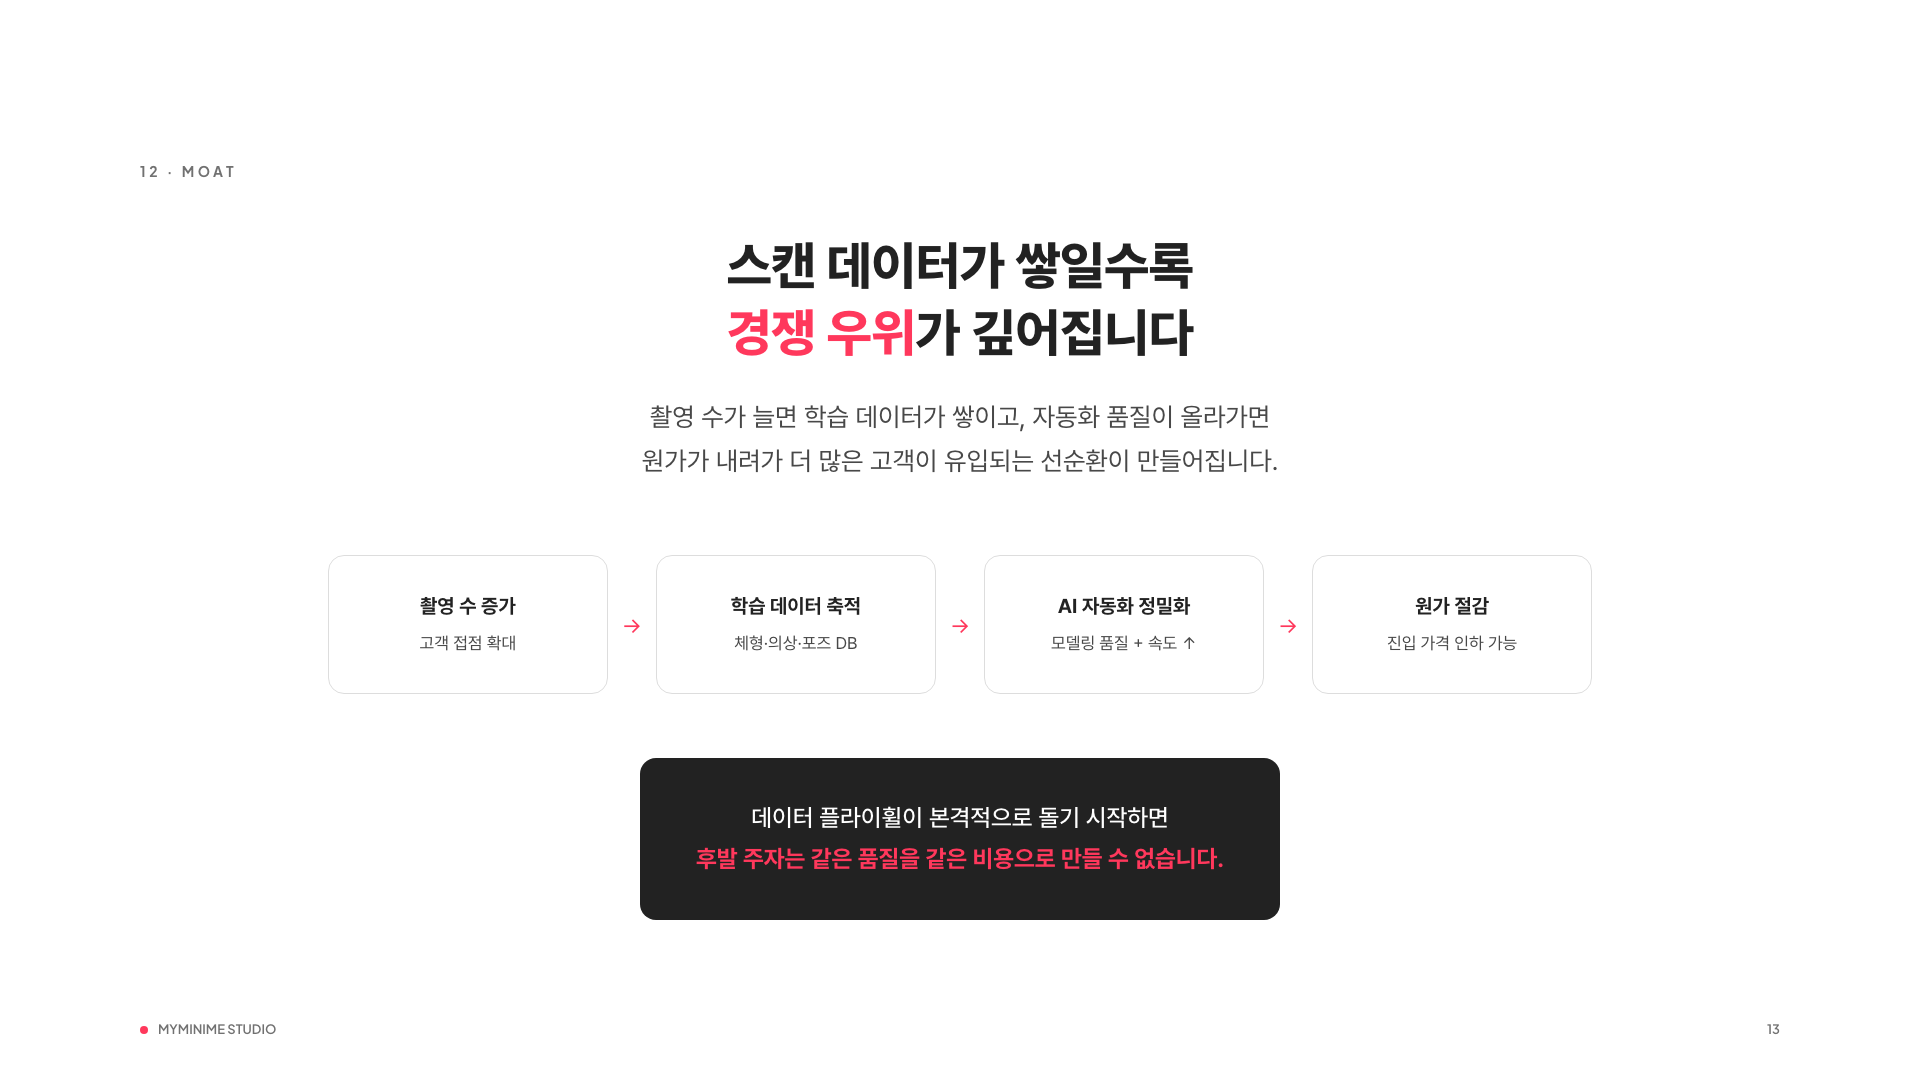 12 · MOAT
스캔 데이터가 쌓일수록
경쟁 우위가 깊어집니다
촬영 수가 늘면 학습 데이터가 쌓이고, 자동화 품질이 올라가면
원가가 내려가 더 많은 고객이 유입되는 선순환이 만들어집니다.
촬영 수 증가
고객 접점 확대
→
학습 데이터 축적
체형·의상·포즈 DB
→
AI 자동화 정밀화
모델링 품질 + 속도 ↑
→
원가 절감
진입 가격 인하 가능
데이터 플라이휠이 본격적으로 돌기 시작하면
후발 주자는 같은 품질을 같은 비용으로 만들 수 없습니다.
MYMINIME STUDIO
13